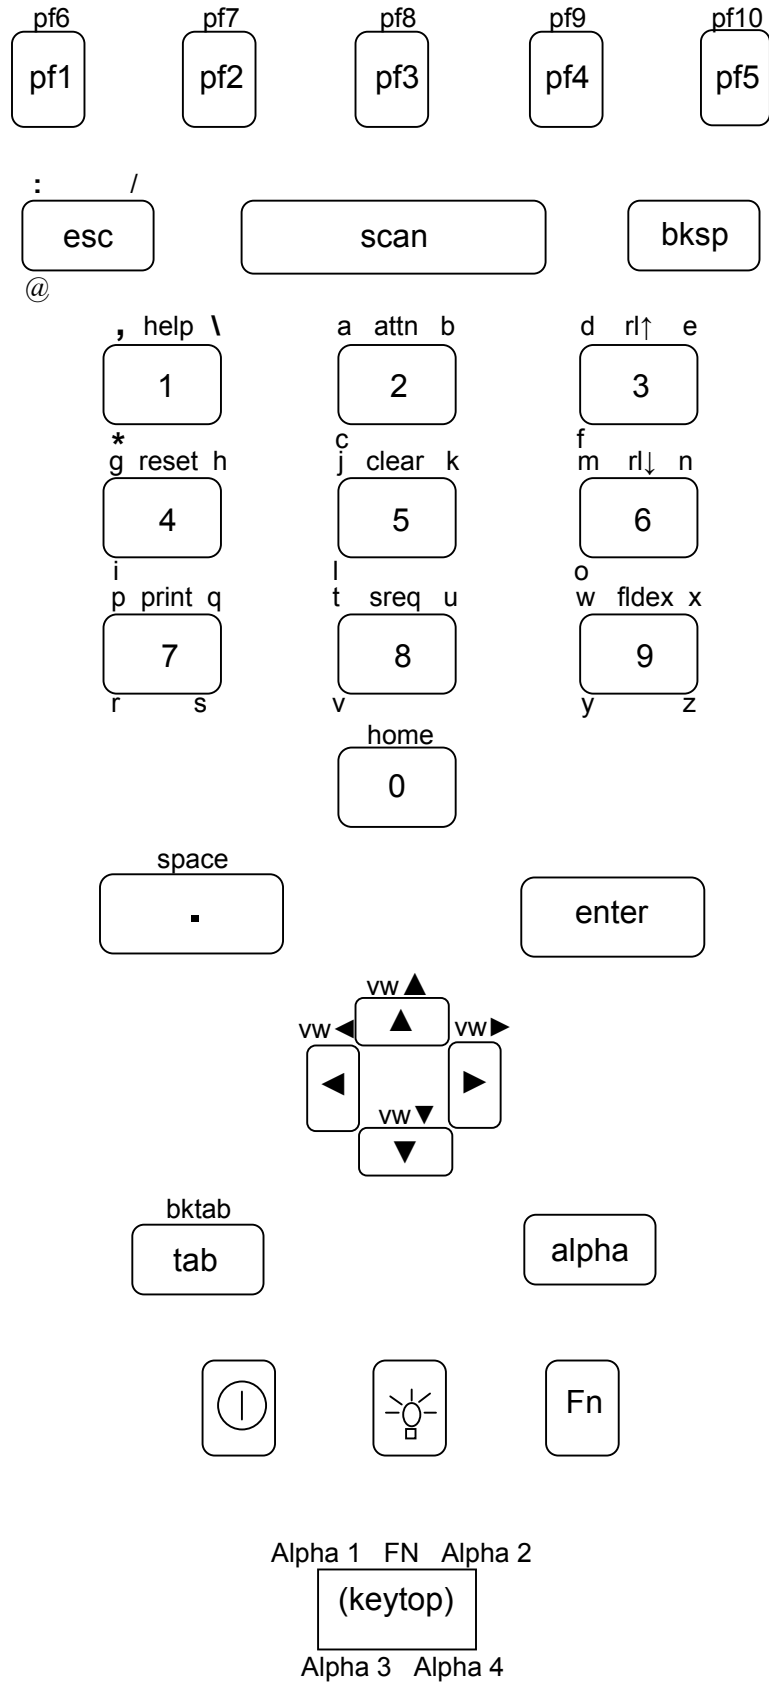 pf6 pf7 pf8 pf9 pf10
pf1 pf2 pf3 pf4 pf5
: /
esc scan bksp
@
, help \ a attn b d rl↑ e
1 2 3
* c f
g reset h j clear k m rl↓ n
4 5 6
i l o
p print q t sreq u w fldex x
7 8 9
r s v y z
home
0
space
. enter
vw ▲
vw ◄ ▲ vw ►
◄ ►
vw ▼
▼
bktab
tab alpha
Fn
Alpha 1 FN Alpha 2
(keytop)
Alpha 3 Alpha 4